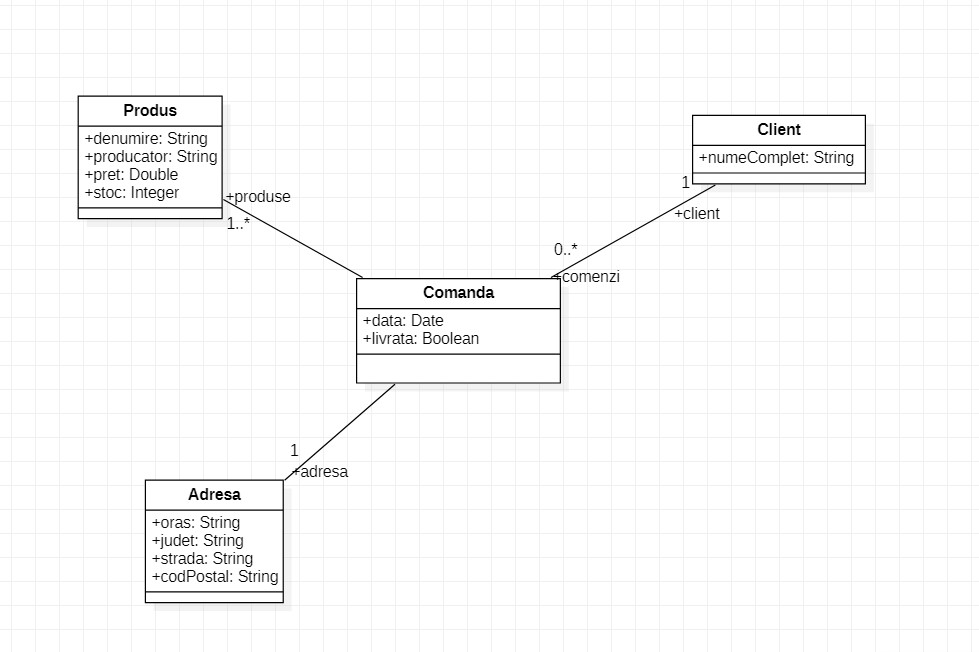 Produs
+denumire: String
+producator: String
+pret: Double
+stoc: Integer
+produse
1..*
Client
+numeComplet: String
1
+client
0..*
+comenzi
Comanda
+data: Date
+livrata: Boolean
1
+adresa
Adresa
+oras: String
+judet: String
+strada: String
+codPostal: String